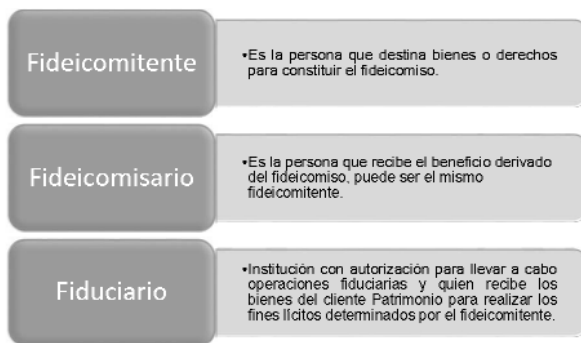 Fideicomitente
•Es la persona que destina bienes o derechos
para constituir el fideicomiso.
Fideicomisario
•Es la persona que recibe el beneficio derivado
del fideicomiso, puede ser el mismo
fideicomitente.
Fiduciario
•Institución con autorización para llevar a cabo
operaciones fiduciarias y quien recibe los
bienes del cliente Patrimonio para realizar los
fines lícitos determinados por el fideicomitente.